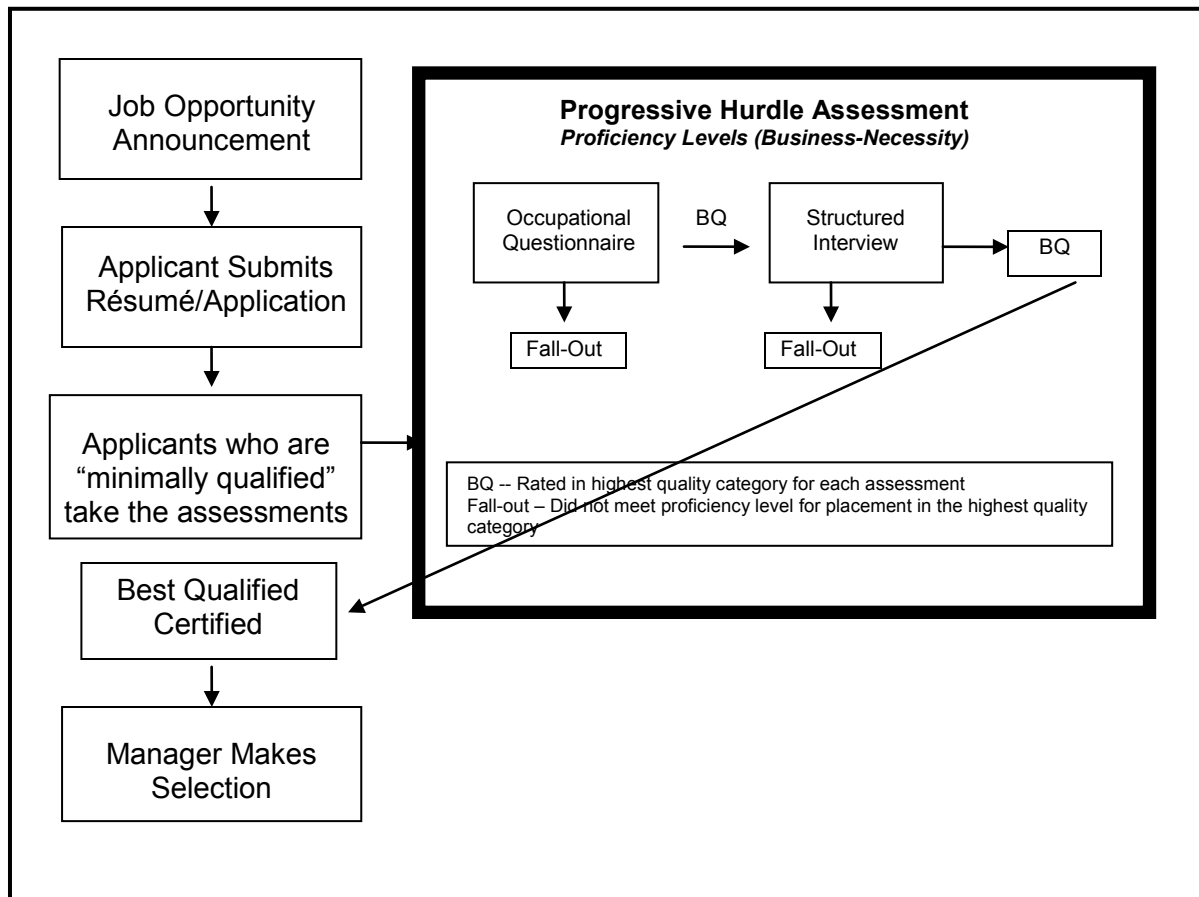 Job Opportunity
Announcement
Applicant Submits
Résumé/Application
Applicants who are
“minimally qualified”
take the assessments
Best Qualified
Certified
Manager Makes
Selection
Progressive Hurdle Assessment
Proficiency Levels (Business-Necessity)
Occupational
Questionnaire
BQ
Structured
Interview
BQ
Fall-Out
Fall-Out
BQ -- Rated in highest quality category for each assessment
Fall-out – Did not meet proficiency level for placement in the highest quality
category